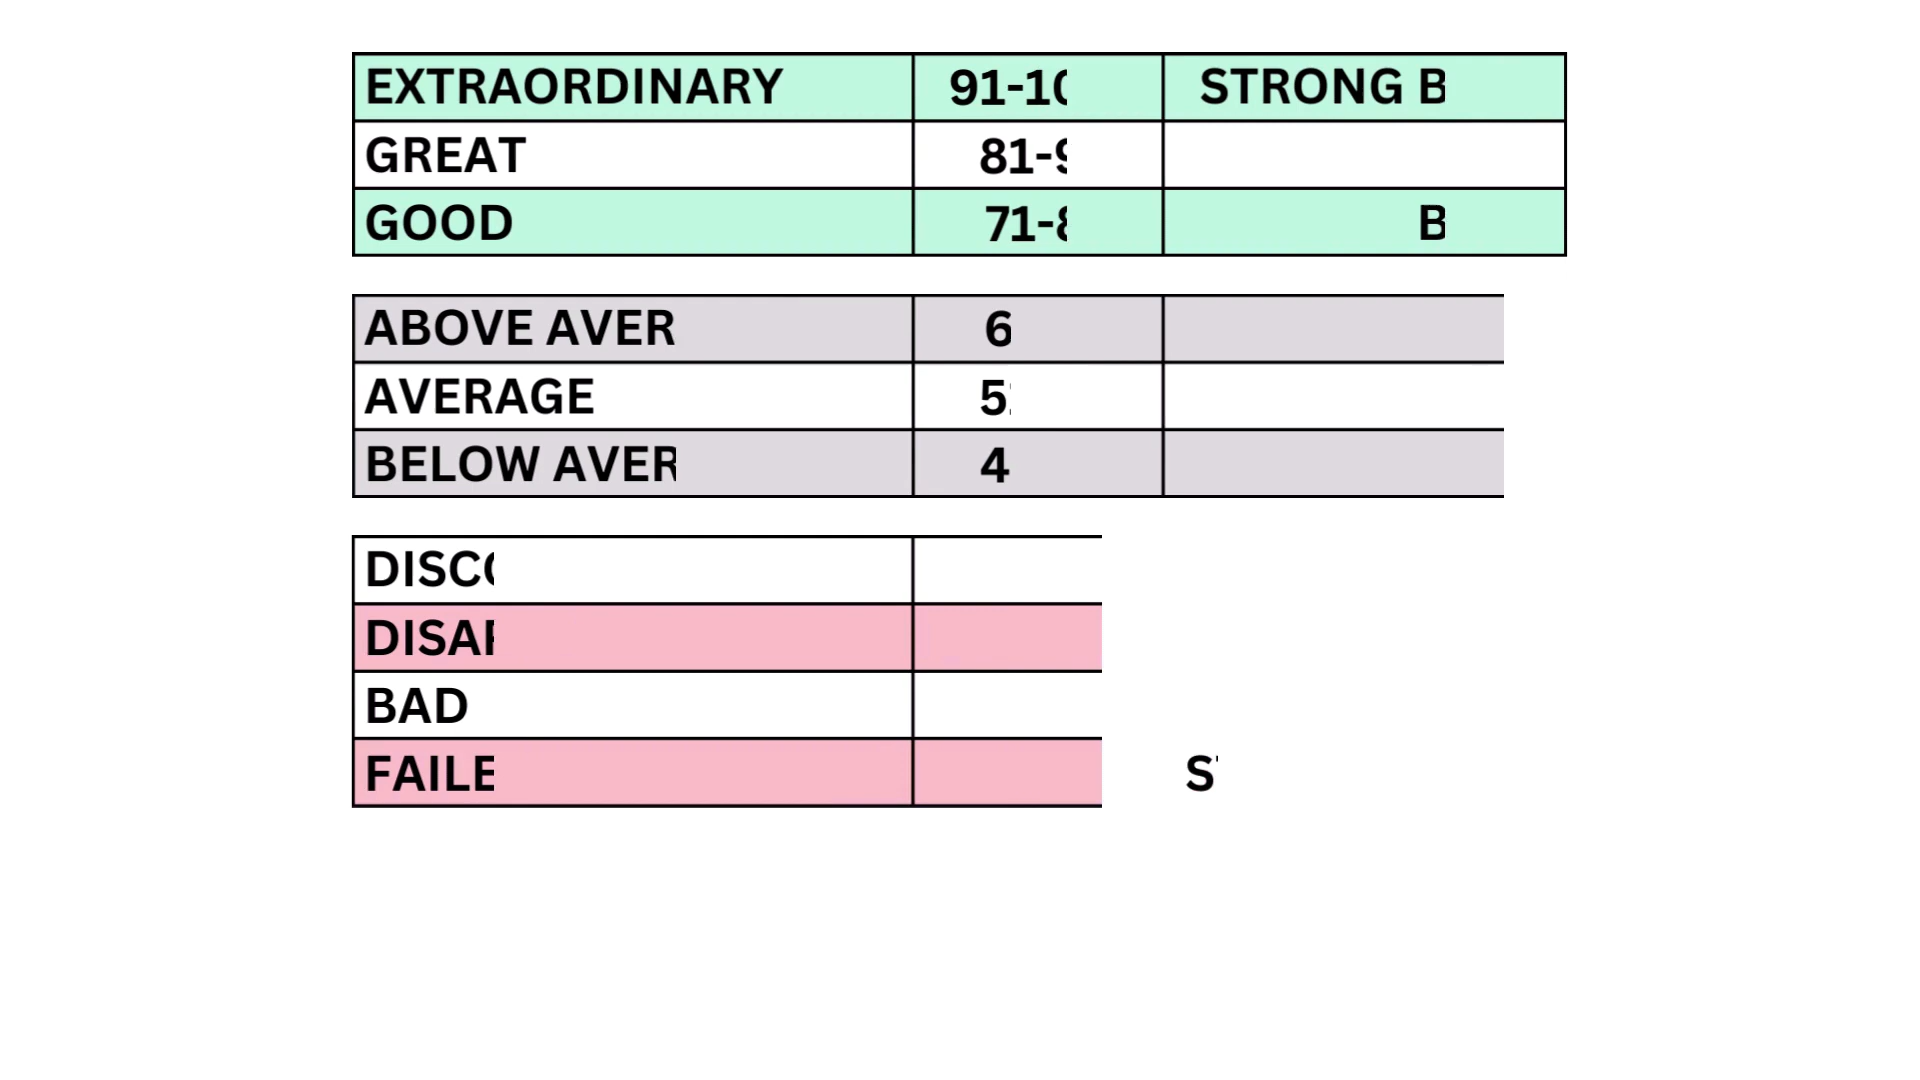 EXTRAORDINARY 91-10 STRONG B
GREAT 81-9
GOOD 71-8 B
ABOVE AVER 6
AVERAGE 5
BELOW AVER 4
DISC
DISA
BAD
FAILE S